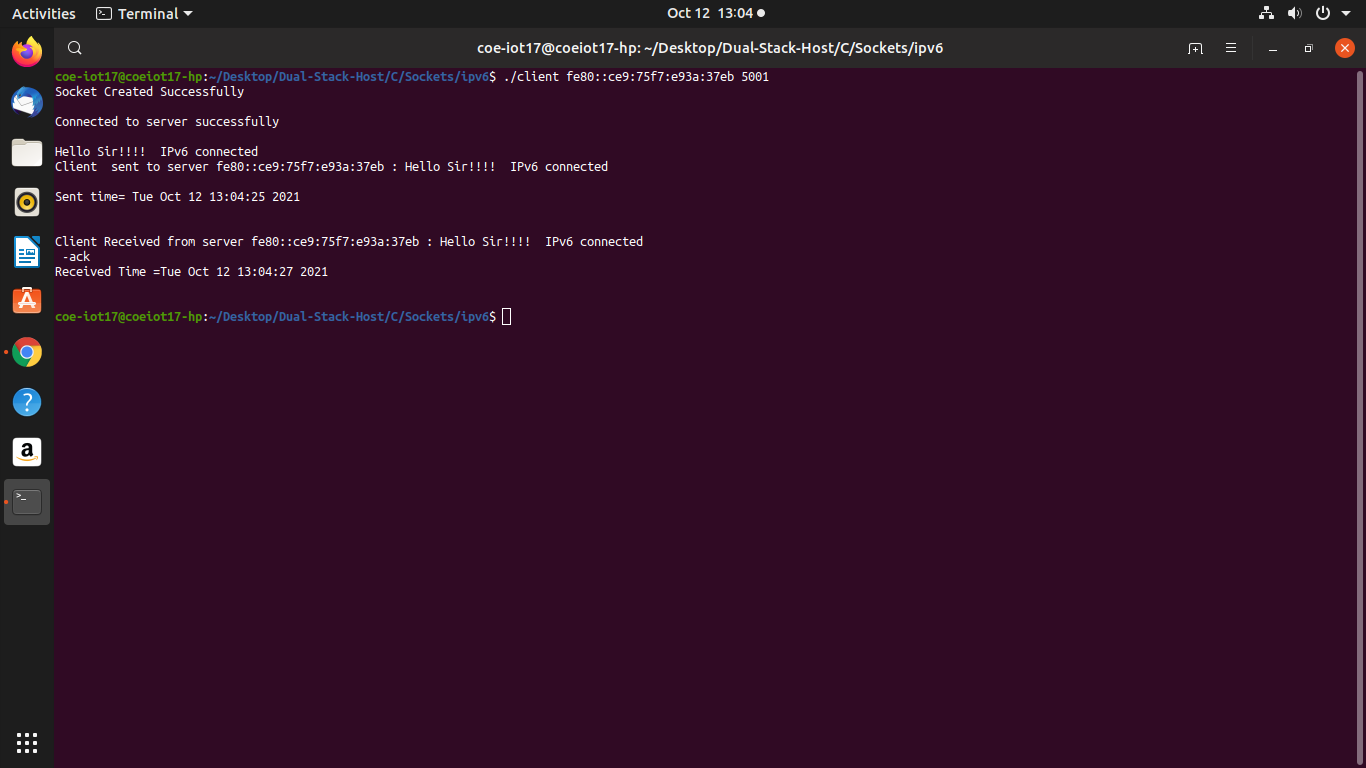 Activities Terminal Oct 12 13:04
coe-iot17@coeiot17-hp: ~/Desktop/Dual-Stack-Host/C/Sockets/ipv6
coe-iot17@coeiot17-hp:~/Desktop/Dual-Stack-Host/C/Sockets/ipv6$ ./client fe80::ce9:75f7:e93a:37eb 5001
Socket Created Successfully
Connected to server successfully
Hello Sir!!!!  IPv6 connected
Client  sent to server fe80::ce9:75f7:e93a:37eb : Hello Sir!!!!  IPv6 connected
Sent time= Tue Oct 12 13:04:25 2021
Client Received from server fe80::ce9:75f7:e93a:37eb : Hello Sir!!!!  IPv6 connected
 -ack
Received Time =Tue Oct 12 13:04:27 2021
coe-iot17@coeiot17-hp:~/Desktop/Dual-Stack-Host/C/Sockets/ipv6$